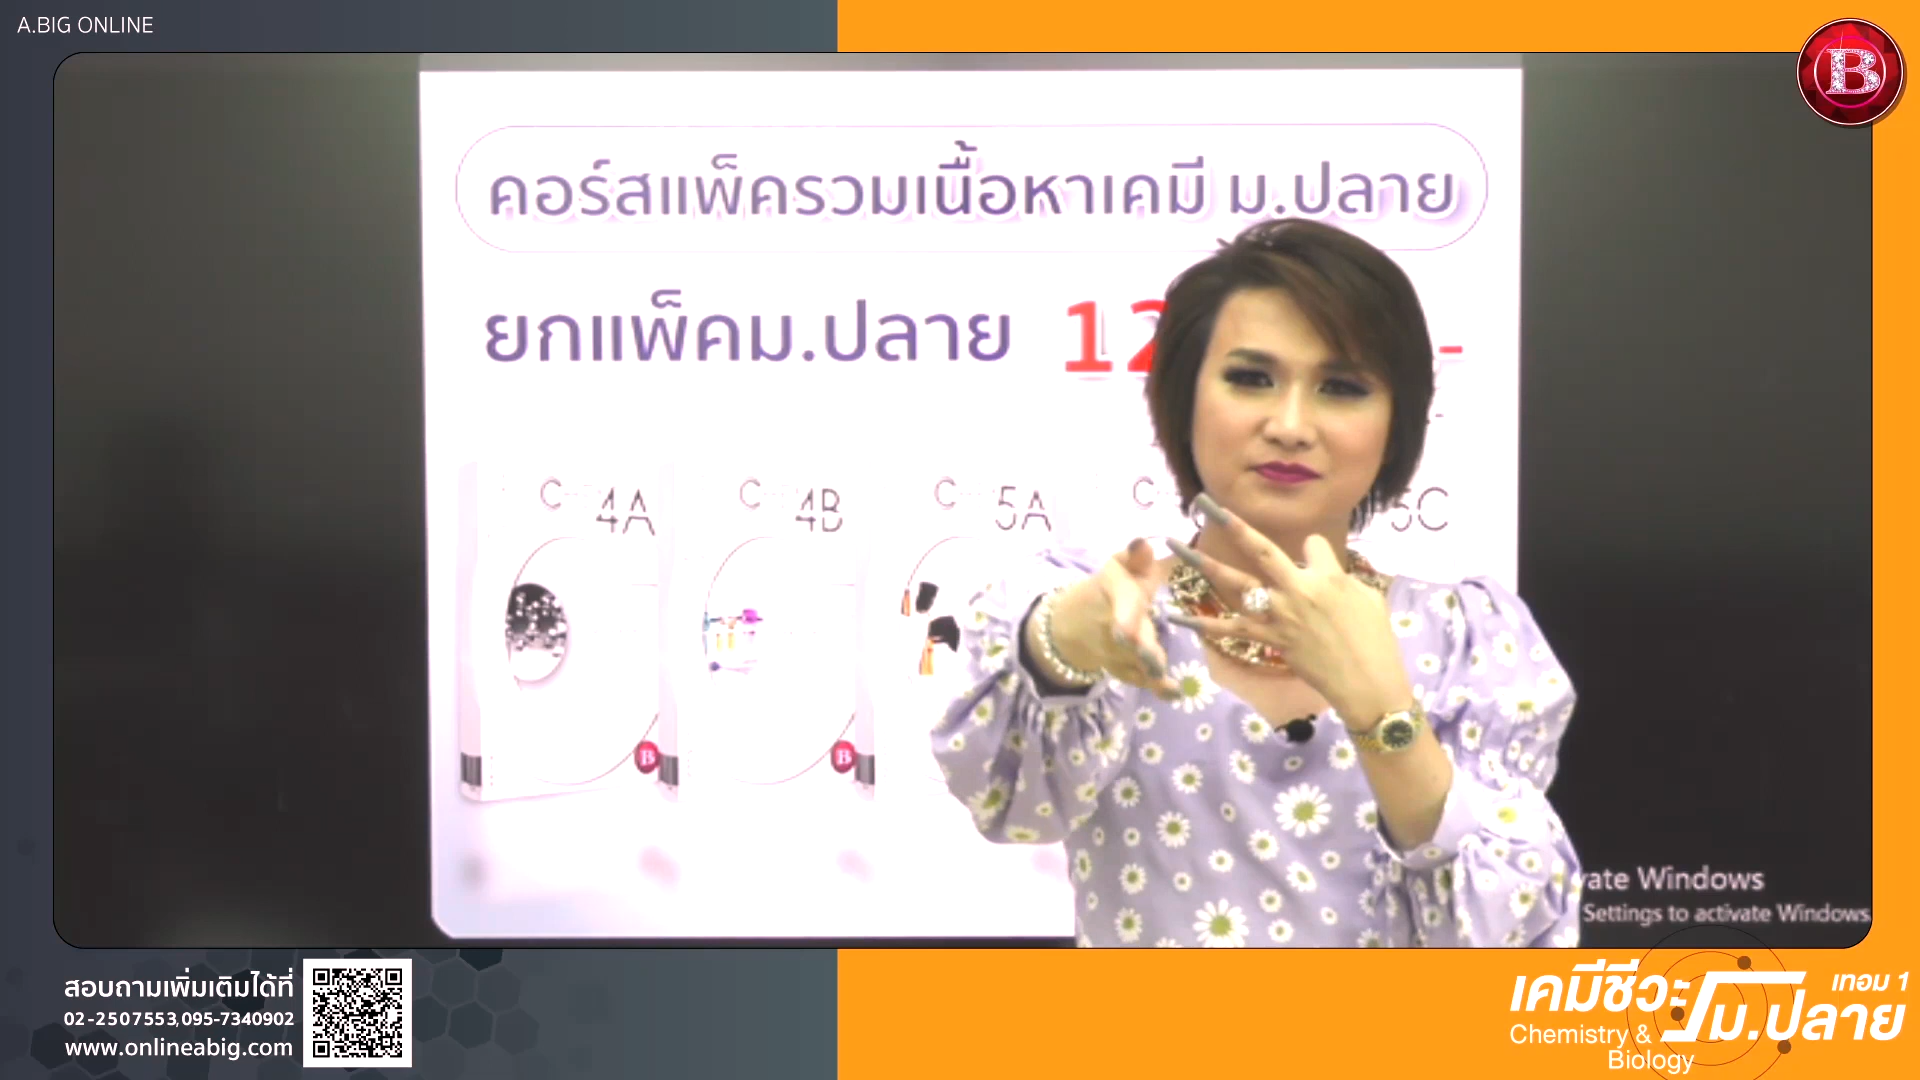 A.BIG ONLINE
B
คอร์สแพ็ครวมเนื้อหาเคมี ม.ปลาย
ยกแพ็คม.ปลาย 12
4A
4B
5A
5C
B
B
vate Windows
Settings to activate Windows
สอบถามเพิ่มเติมได้ที่
02-2507553,095-7340902
www.onlineabig.com
เคมีชีวะ ม.ปลาย เทอม 1
Chemistry &
Biology